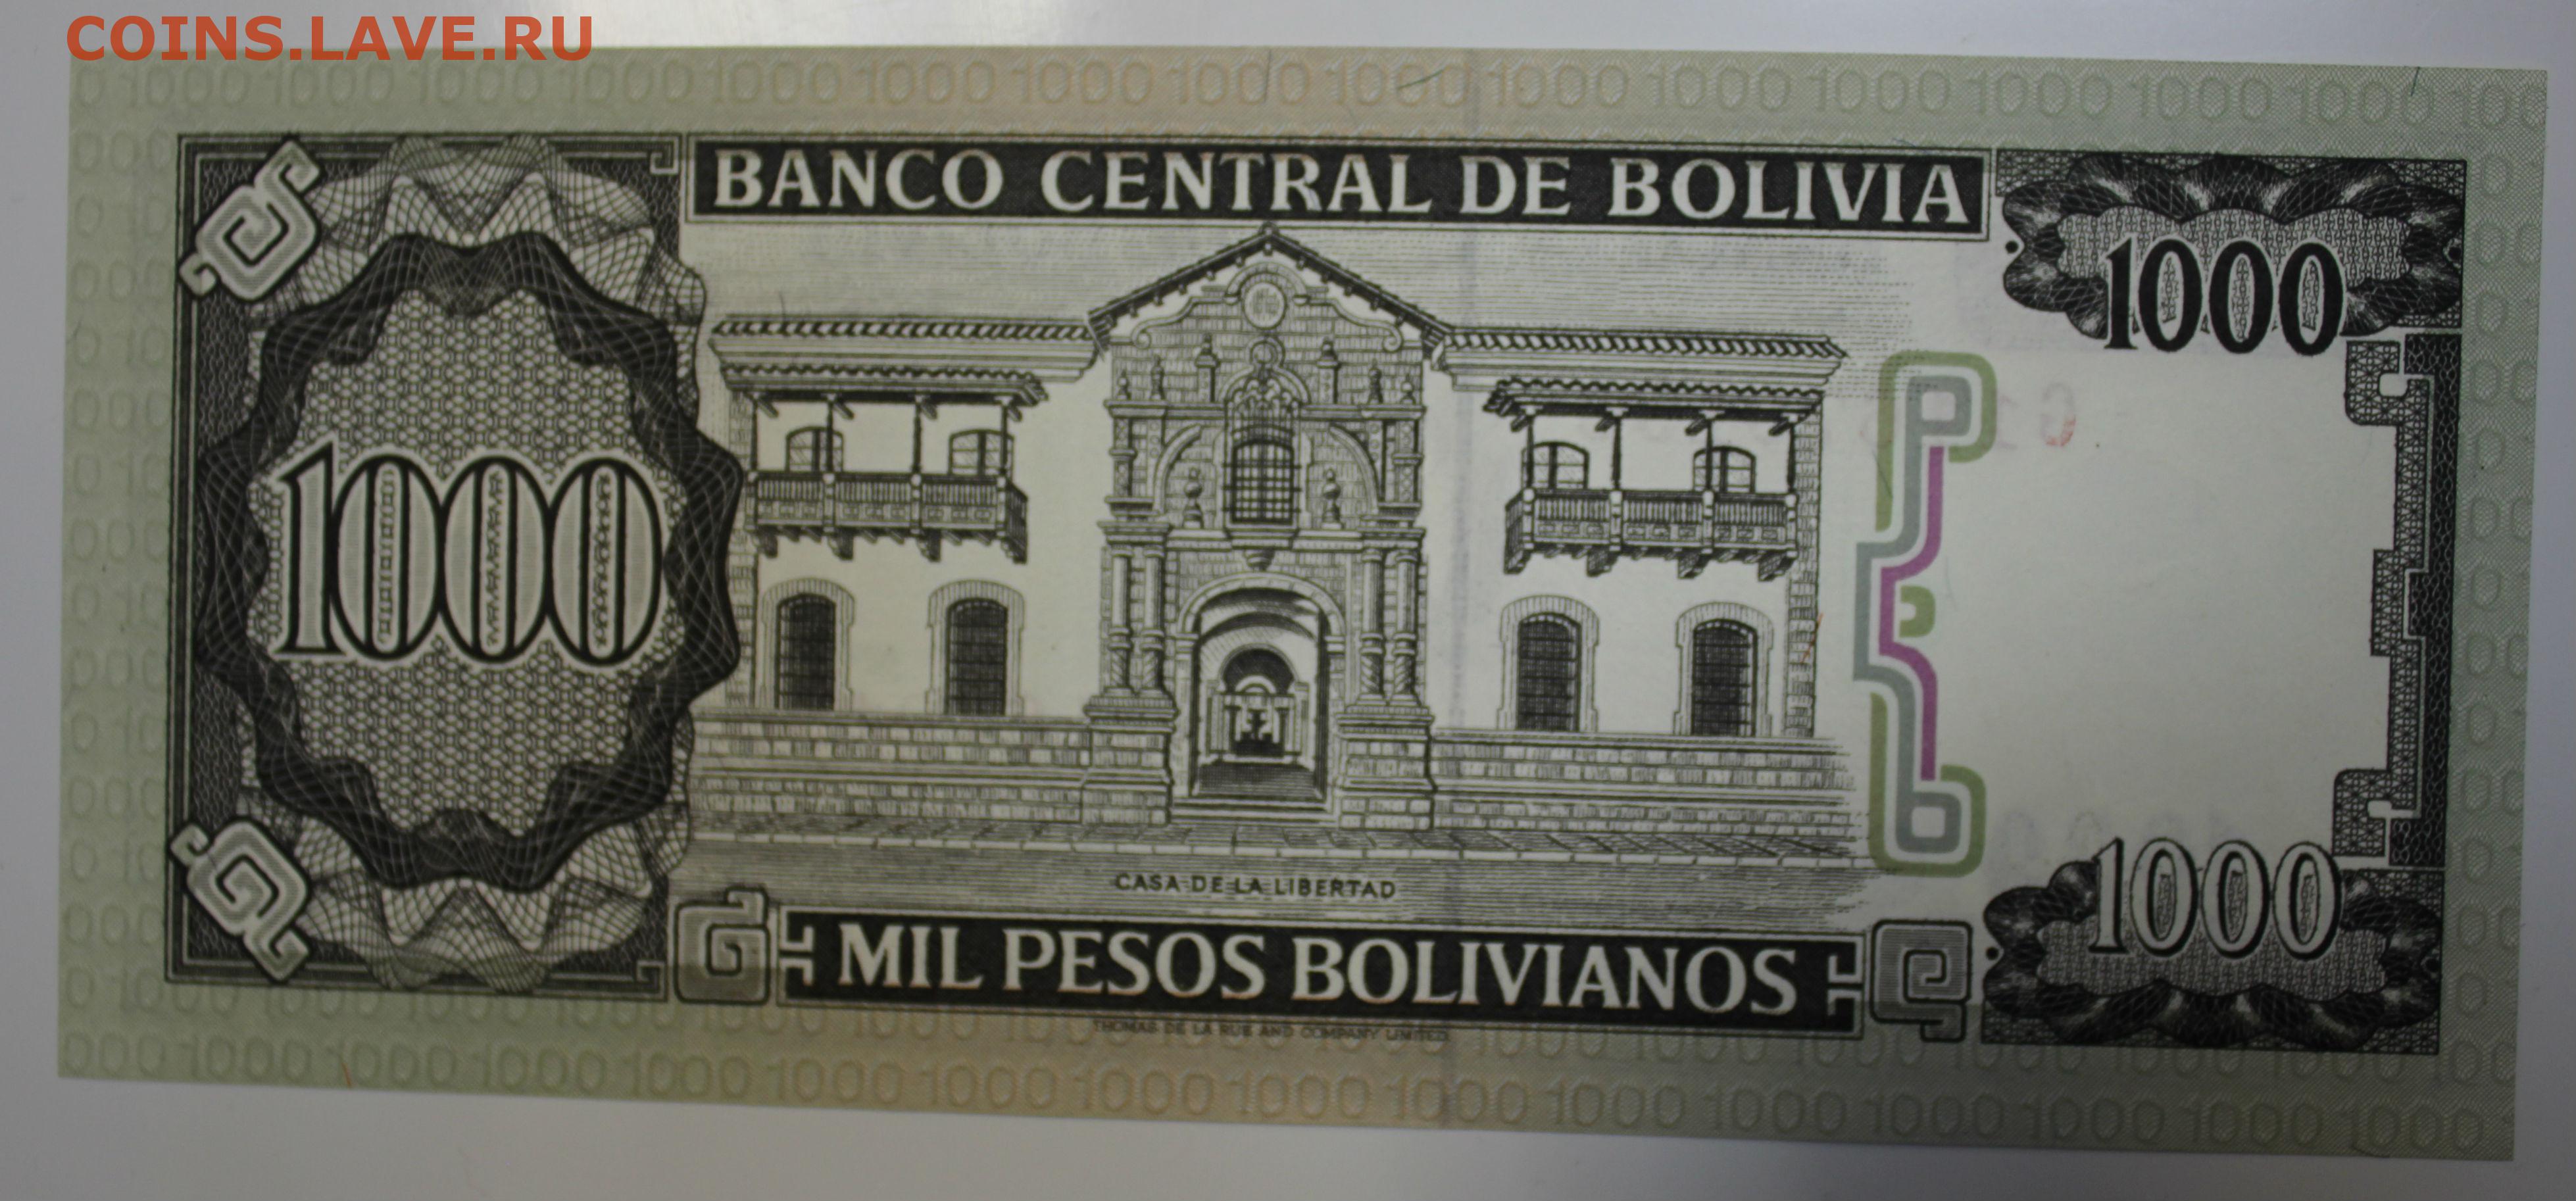 COINS.LAVE.RU
BANCO CENTRAL DE BOLIVIA
1000
1000
CASA DE LA LIBERTAD
1000
MIL PESOS BOLIVIANOS
THOMAS DE LA RUE AND COMPANY LIMITED